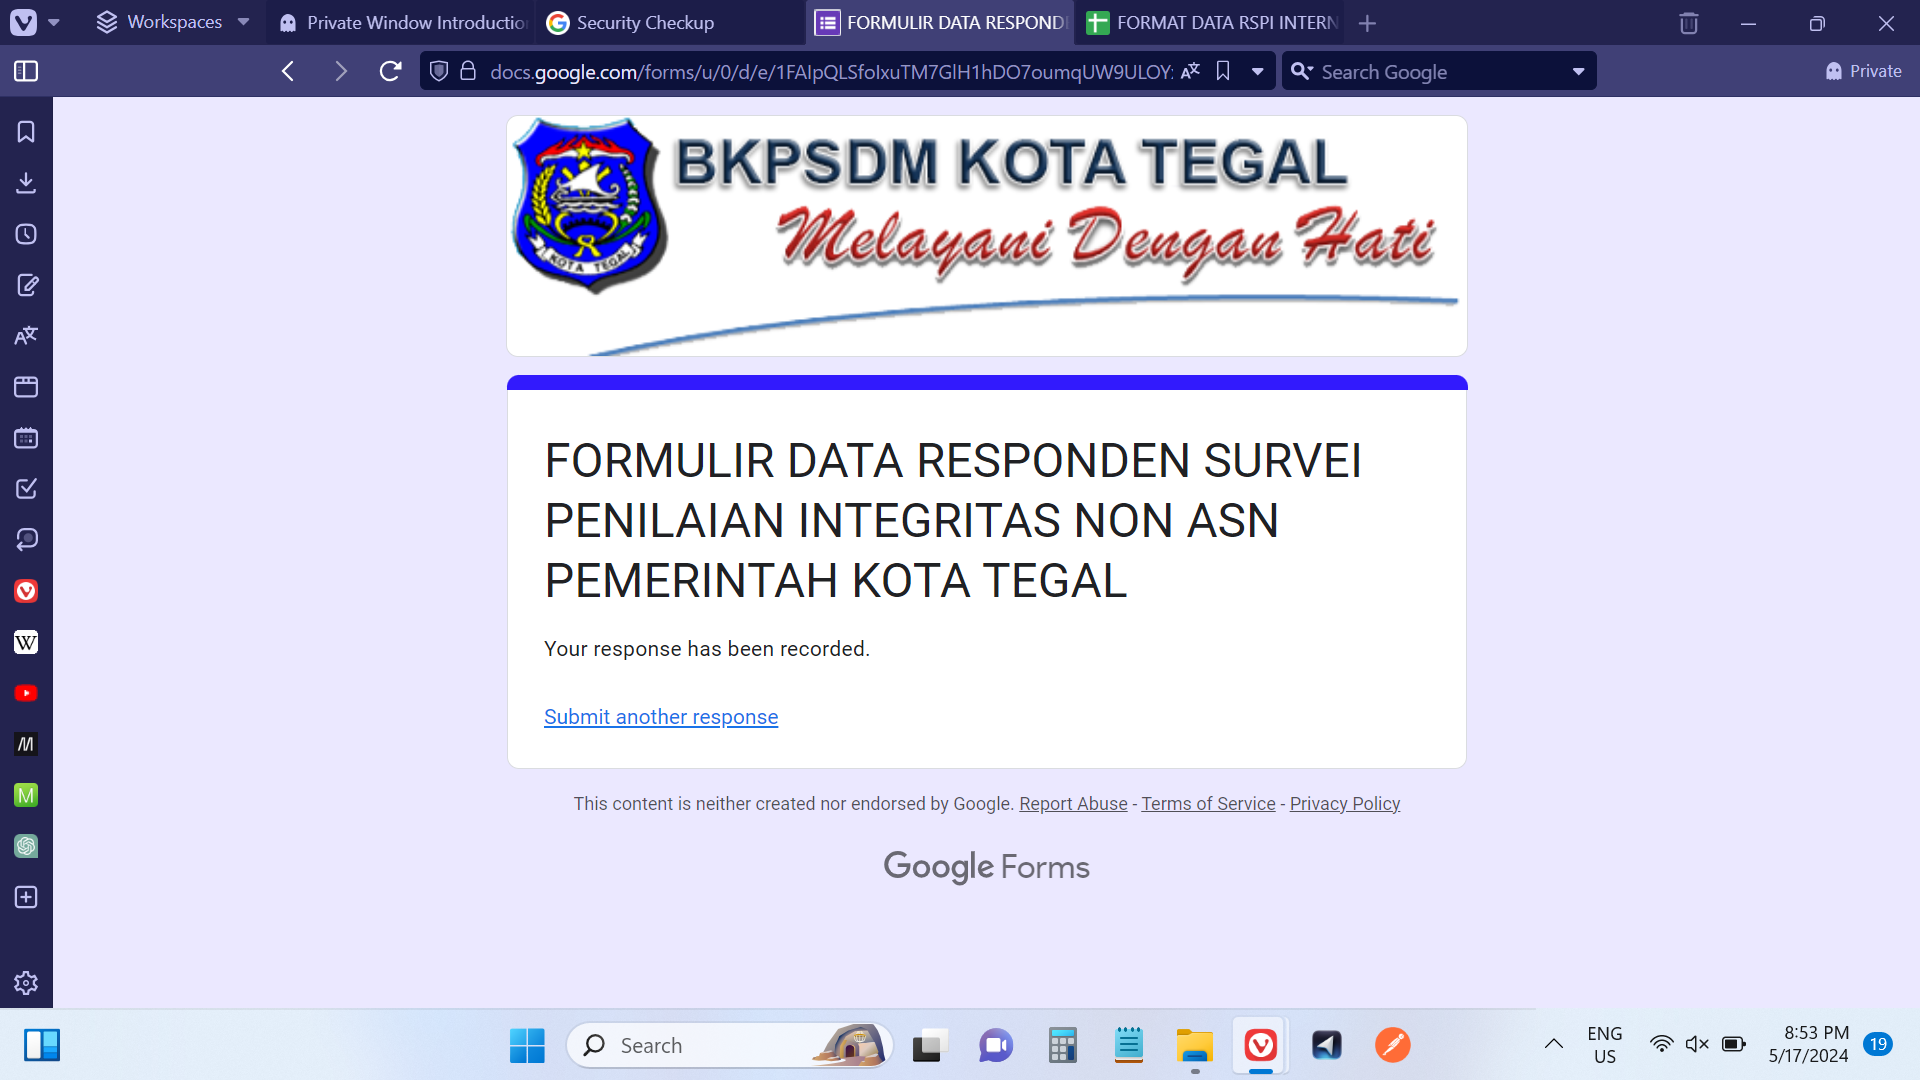 Workspaces
Private Window Introductio
Security Checkup
FORMULIR DATA RESPOND
FORMAT DATA RSPI INTERN
docs.google.com/forms/u/0/d/e/1FAIpQLSfoIxuTM7GlH1hDO7oumqUW9ULOY
Search Google
Private
BKPSDM KOTA TEGAL
Melayani Dengan Hati
KOTA TEGAL
FORMULIR DATA RESPONDEN SURVEI
PENILAIAN INTEGRITAS NON ASN
PEMERINTAH KOTA TEGAL
Your response has been recorded.
Submit another response
This content is neither created nor endorsed by Google. Report Abuse - Terms of Service - Privacy Policy
Google Forms
Search
ENG
US
8:53 PM
5/17/2024
19